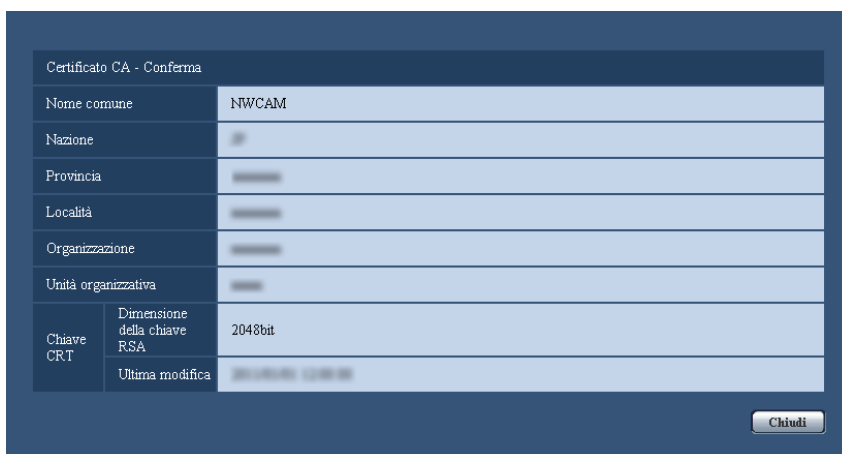 Certificato CA - Conferma
Nome comune NWCAM
Nazione
Provincia
Località
Organizzazione
Unità organizzativa
Chiave CRT
Dimensione della chiave RSA
2048bit
Ultima modifica
Chiudi